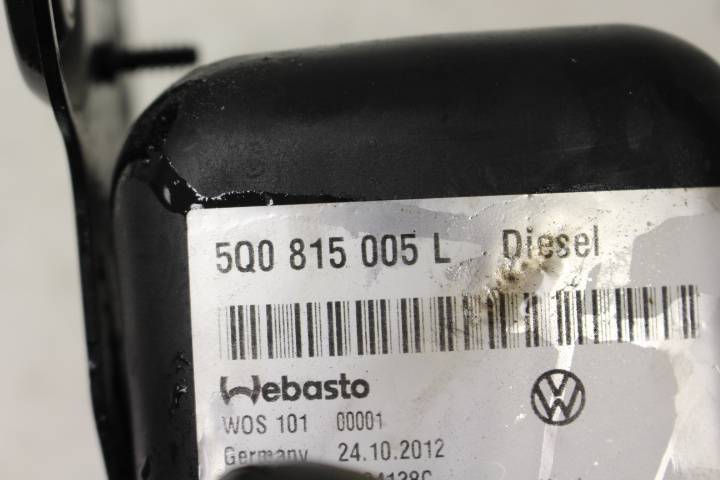 5Q0 815 005 L Diesel
Webasto
WOS 101 00001
Germany 24.10.2012